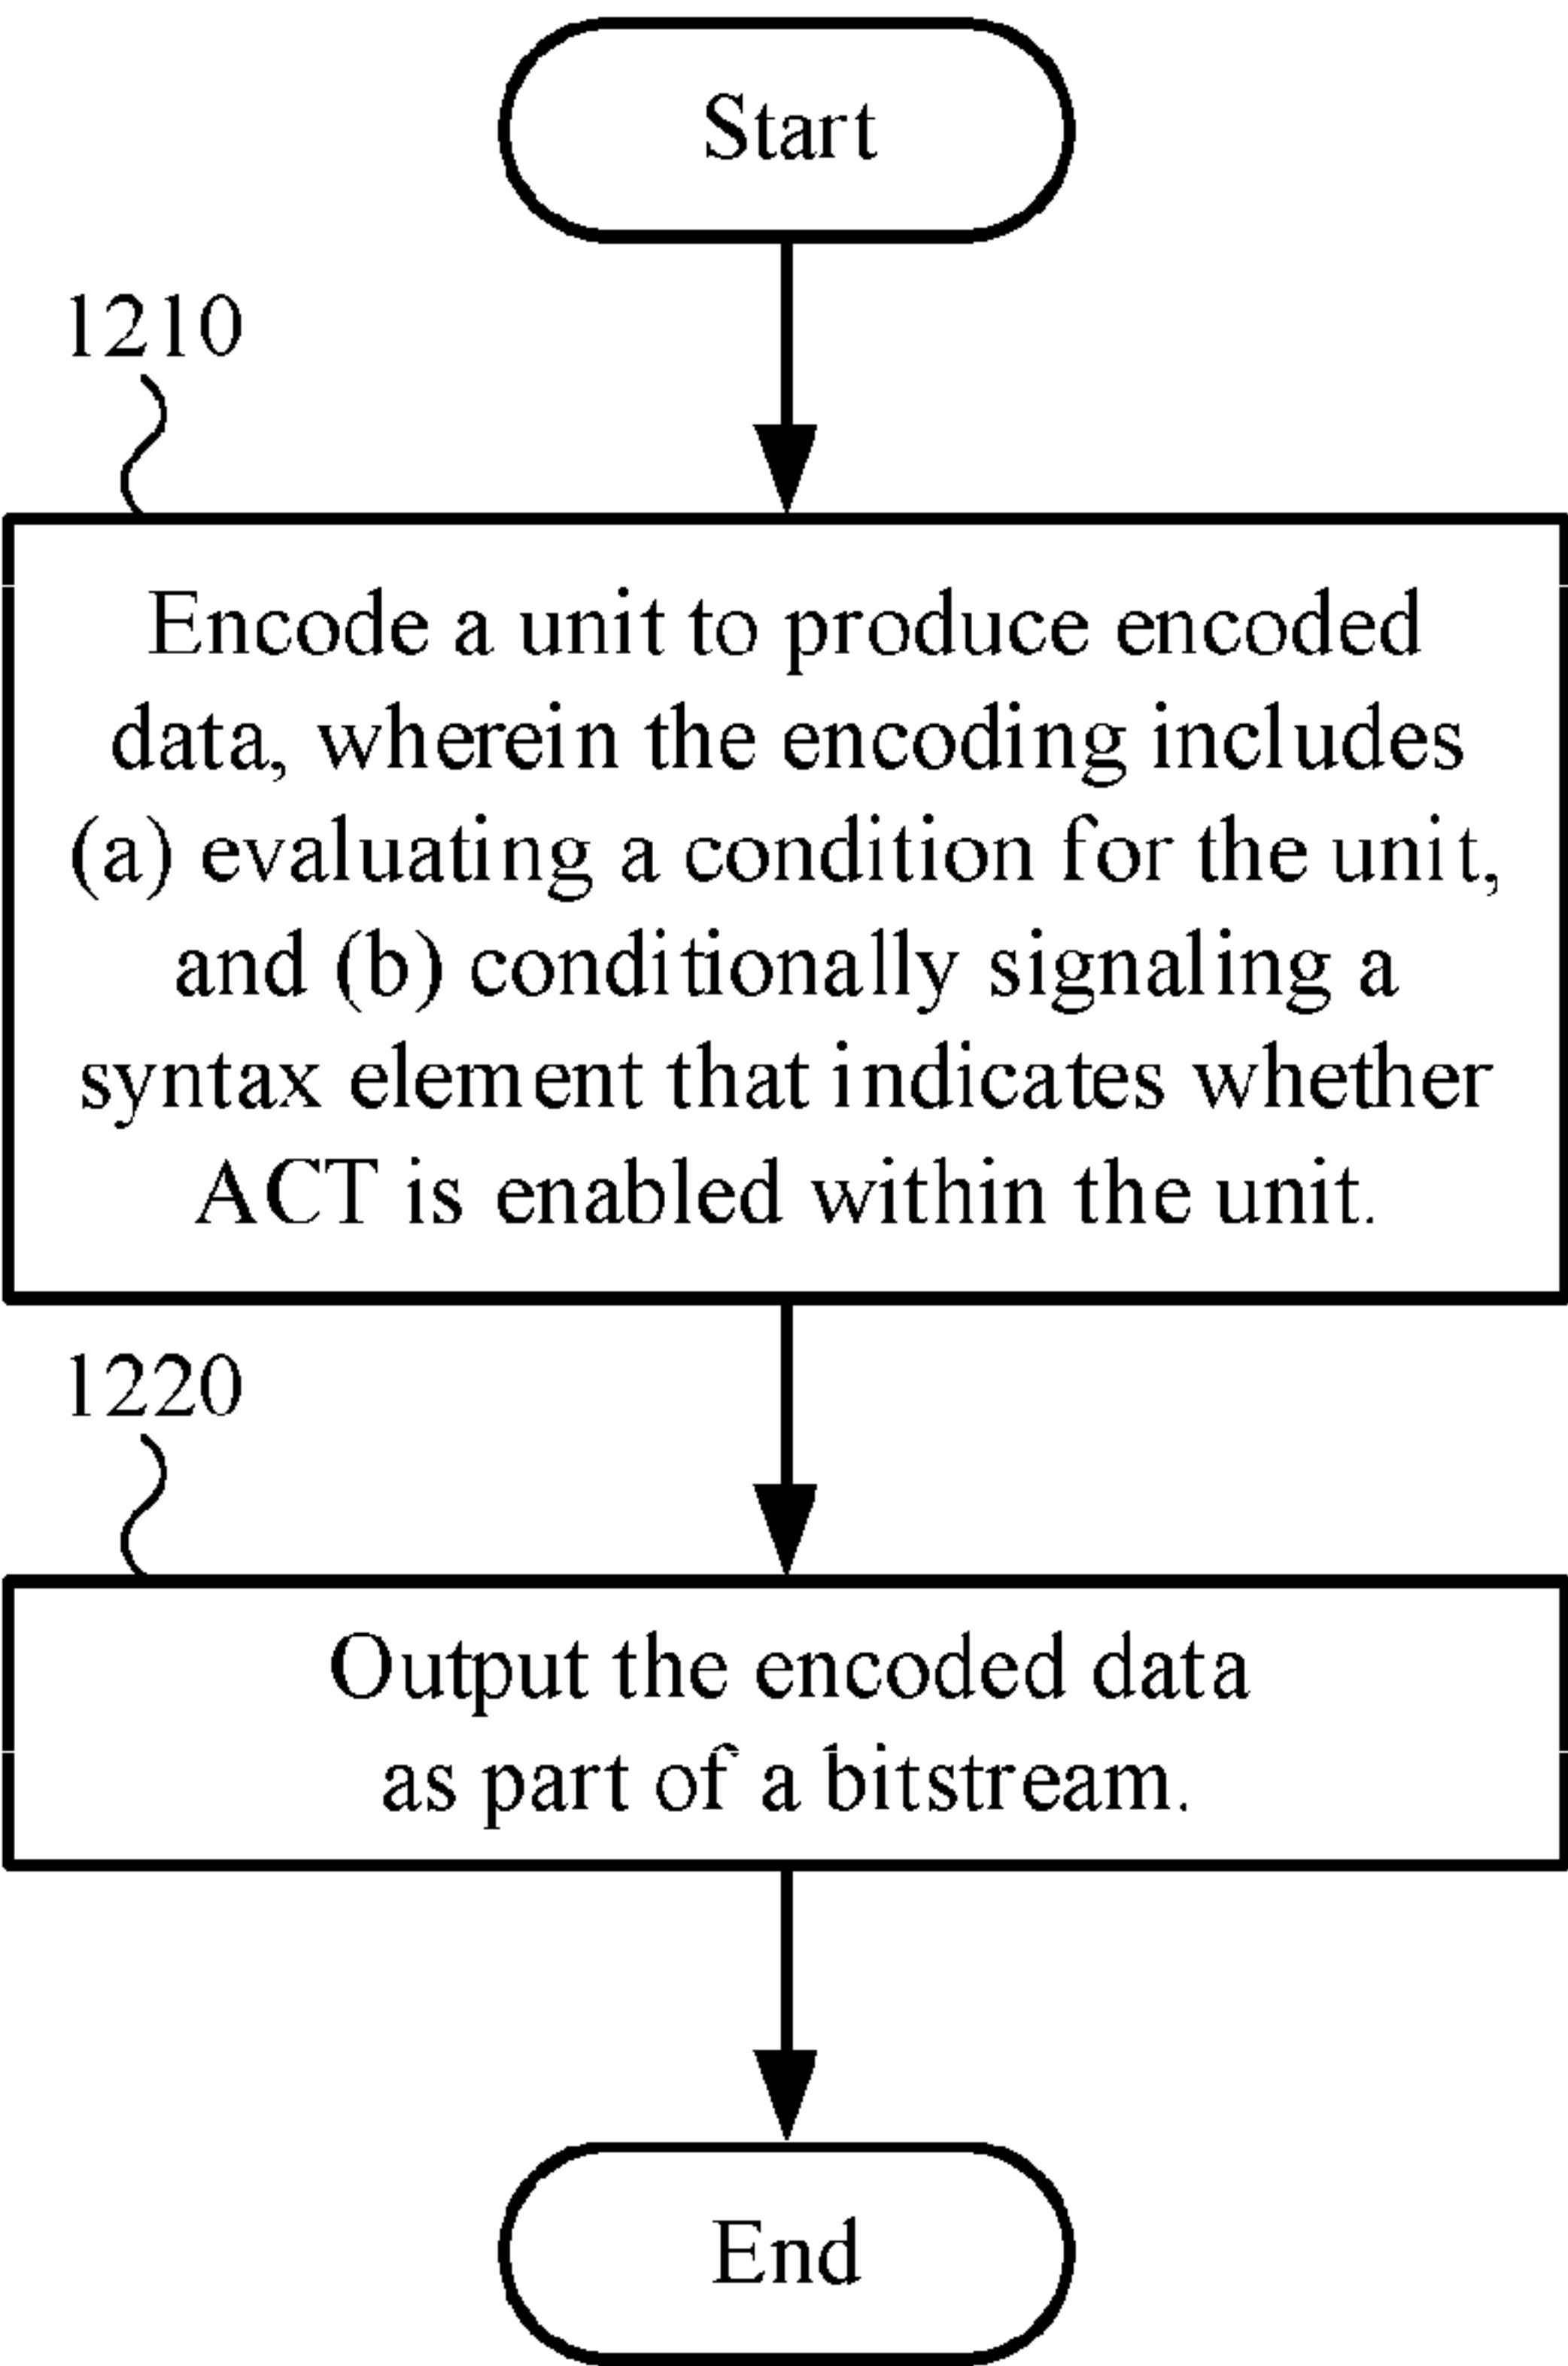 Start
1210
Encode a unit to produce encoded
data, wherein the encoding includes
(a) evaluating a condition for the unit,
and (b) conditionally signaling a
syntax element that indicates whether
ACT is enabled within the unit.
1220
Output the encoded data
as part of a bitstream.
End